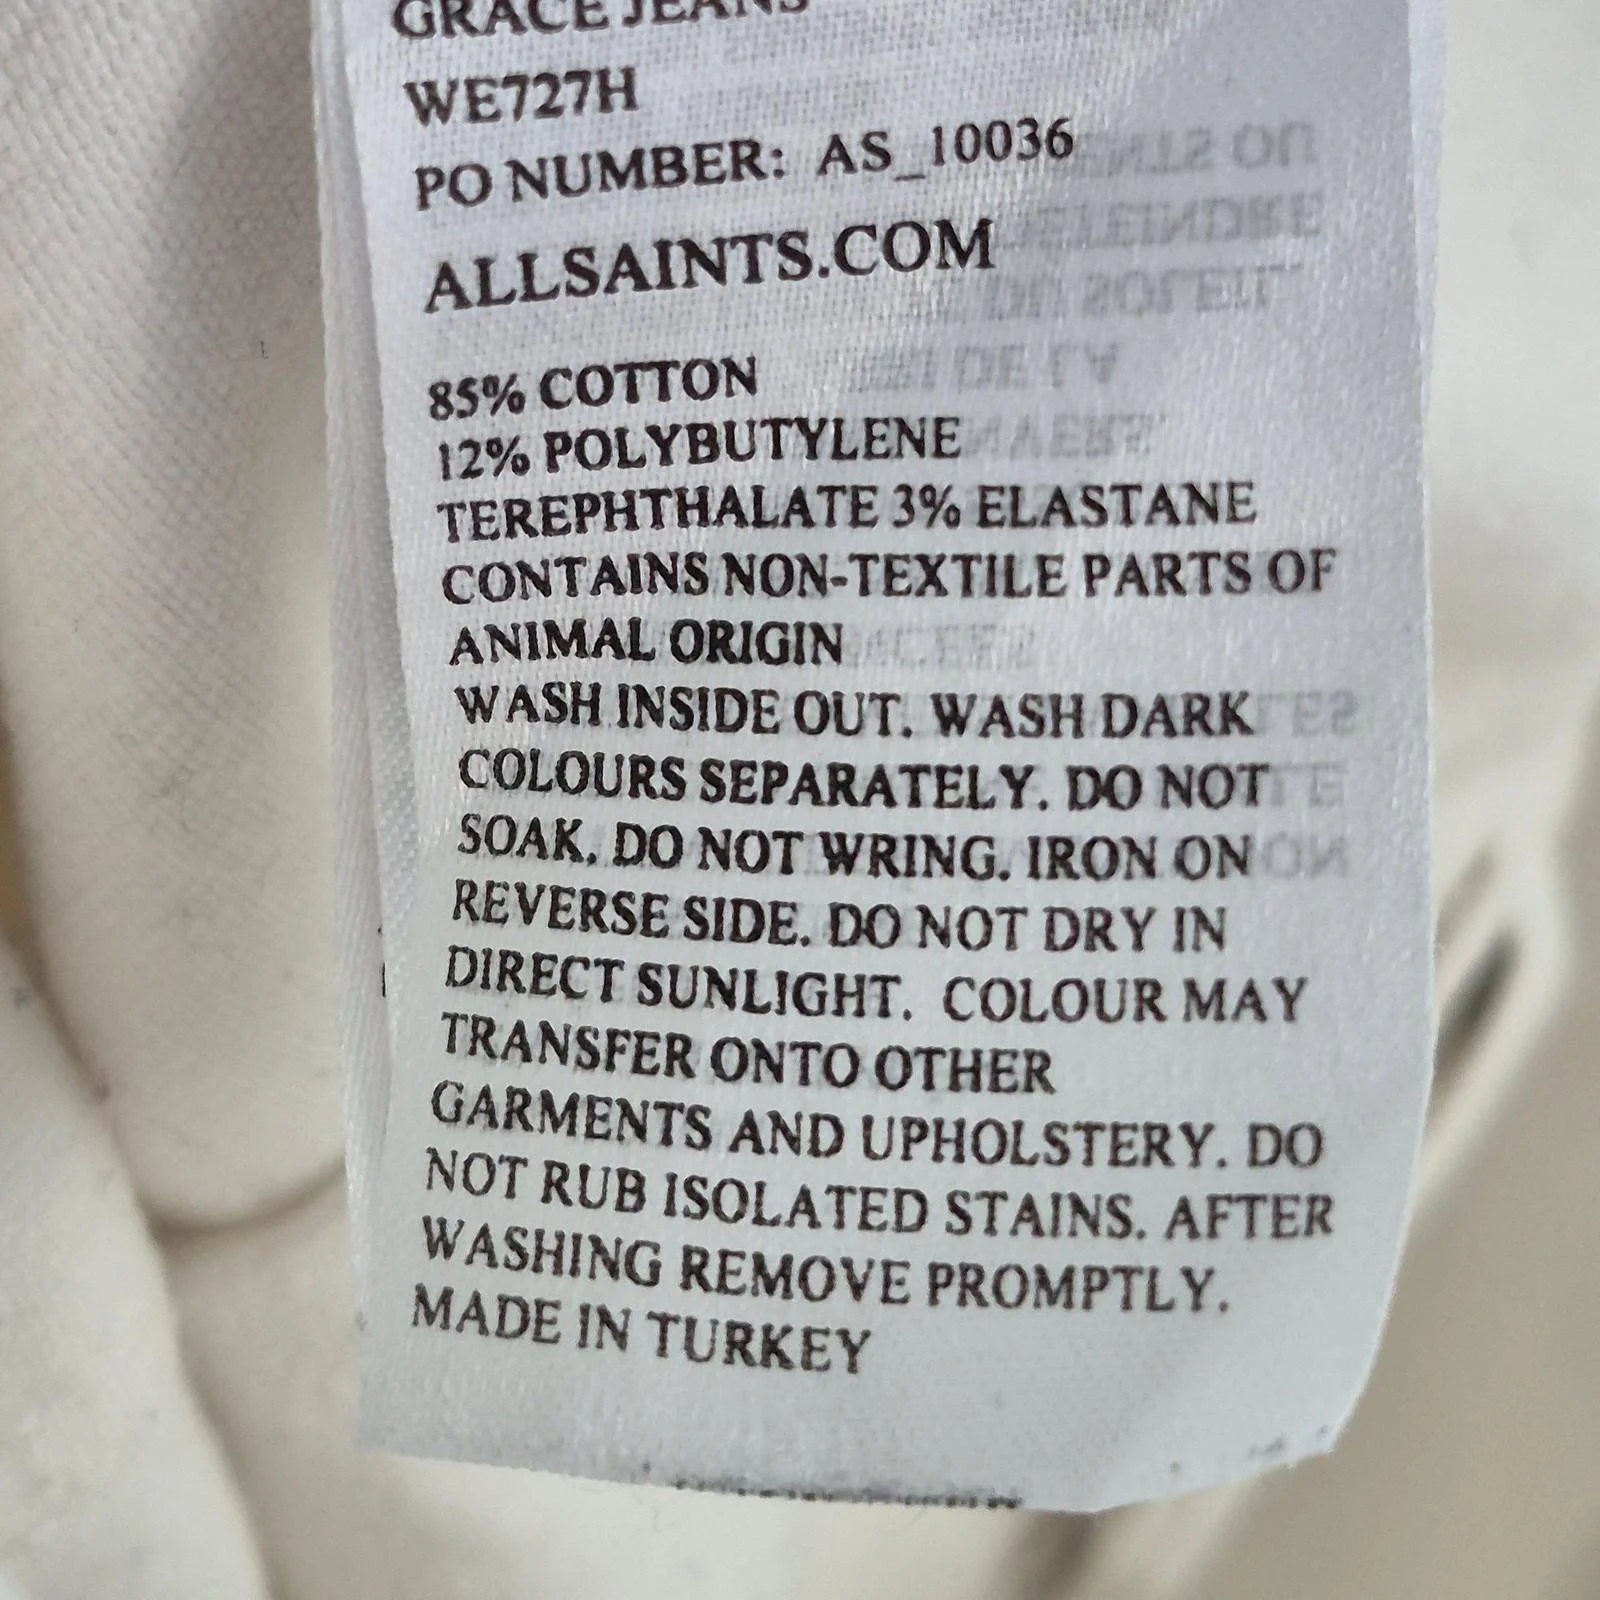 GRACE JEANS
WE727H
PO NUMBER: AS_10036
ALLSAINTS.COM
85% COTTON
12% POLYBUTYLENE
TEREPHTHALATE 3% ELASTANE
CONTAINS NON-TEXTILE PARTS OF
ANIMAL ORIGIN
WASH INSIDE OUT. WASH DARK
COLOURS SEPARATELY. DO NOT
SOAK. DO NOT WRING. IRON ON
REVERSE SIDE. DO NOT DRY IN
DIRECT SUNLIGHT. COLOUR MAY
TRANSFER ONTO OTHER
GARMENTS AND UPHOLSTERY. DO
NOT RUB ISOLATED STAINS. AFTER
WASHING REMOVE PROMPTLY.
MADE IN TURKEY